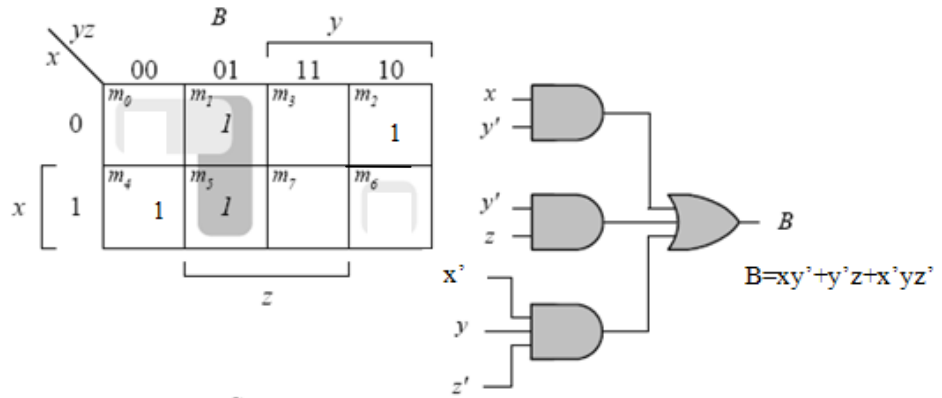 B
yz
y
x
00 01 11 10
m0 m1 m3 m2
0 1 1
m4 m5 m7 m6
x 1 1 1
z
x
y'
y'
z
x'
y
z'
B
B=xy'+y'z+x'yz'